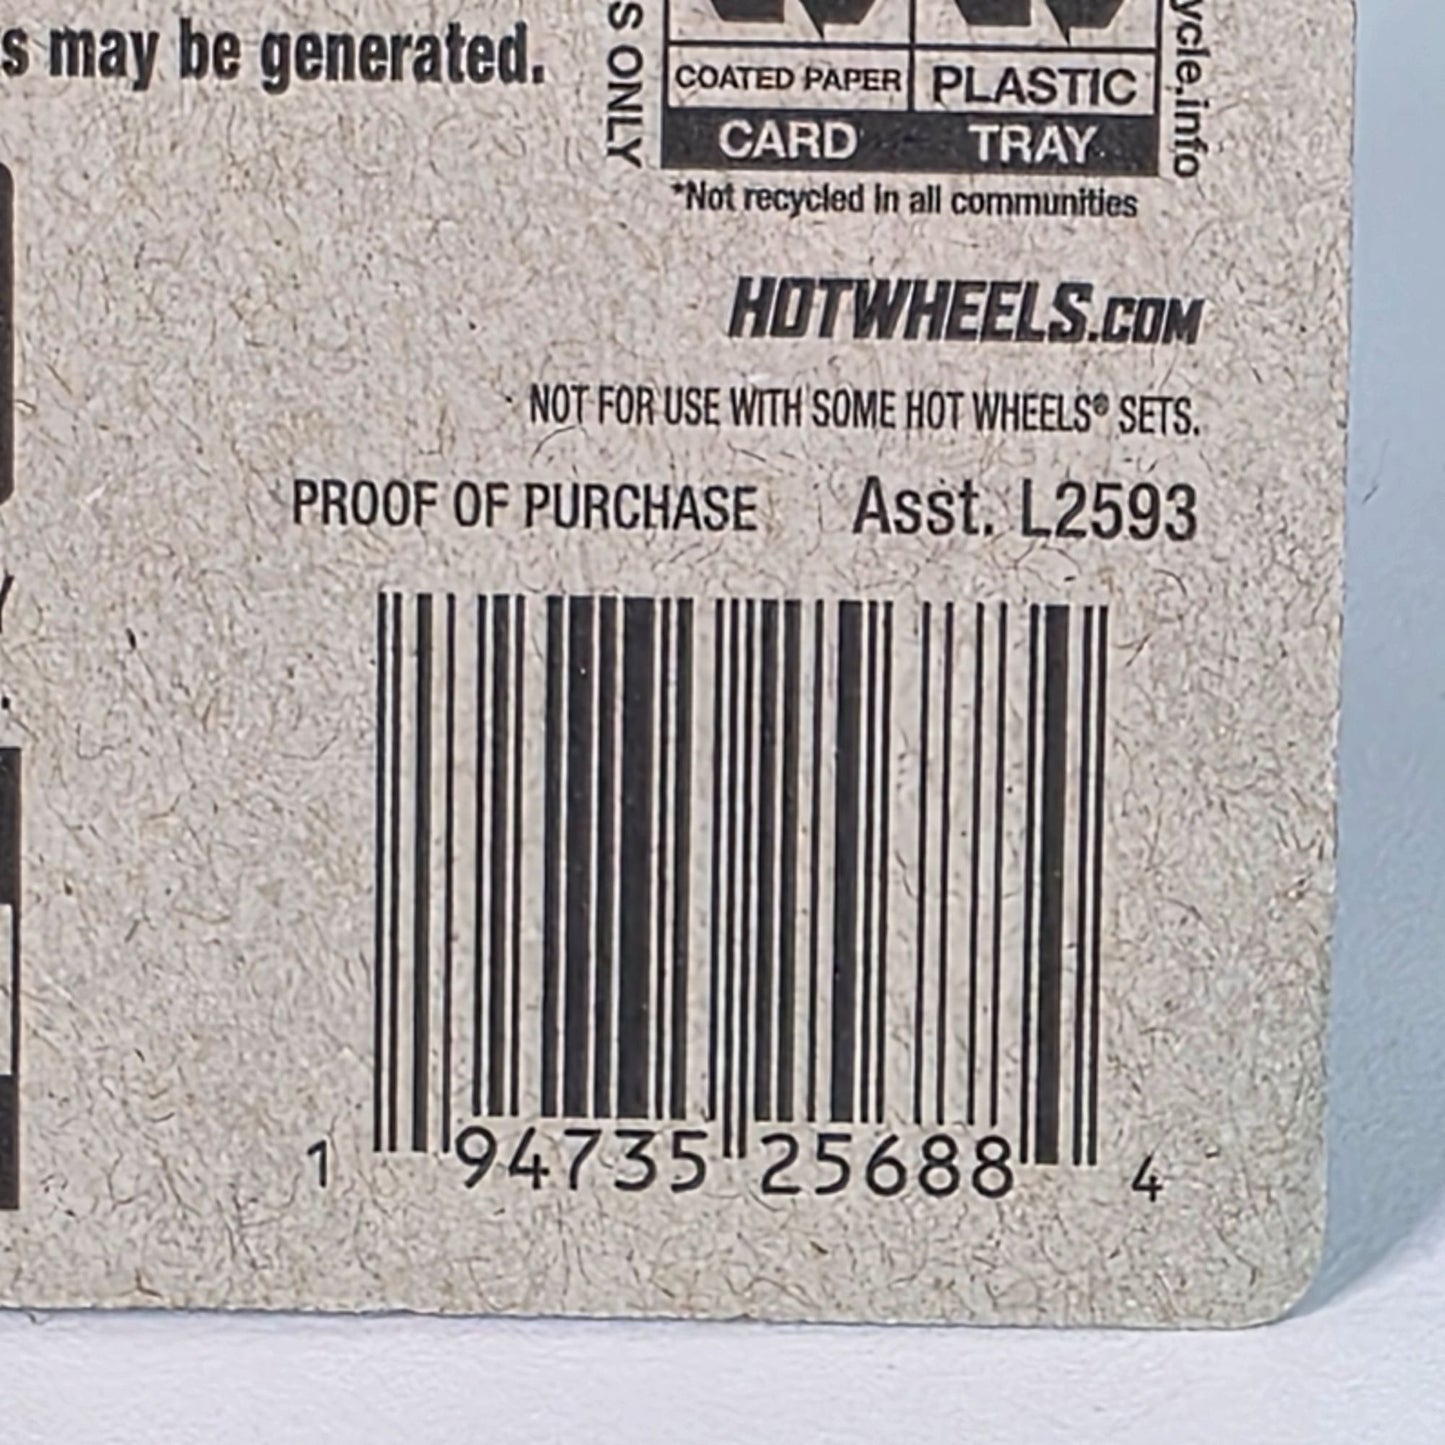 s may be generated.
S ONLY
COATED PAPER PLASTIC
CARD TRAY
ycle.info
*Not recycled in all communities
HOTWHEELS.COM
NOT FOR USE WITH SOME HOT WHEELS® SETS.
PROOF OF PURCHASE Asst. L2593
1 94735 25688 4